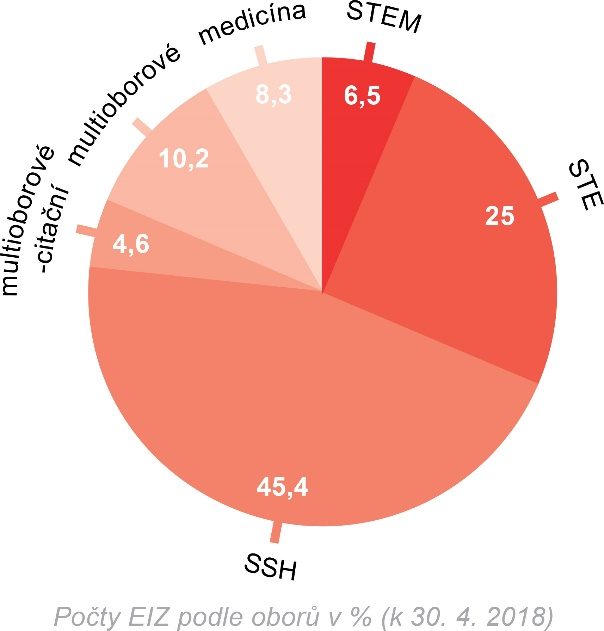 STEM
6,5
STE
25
SSH
45,4
multioborové
-citační
4,6
multioborové
10,2
medicína
8,3
Počty EIZ podle oborů v % (k 30. 4. 2018)